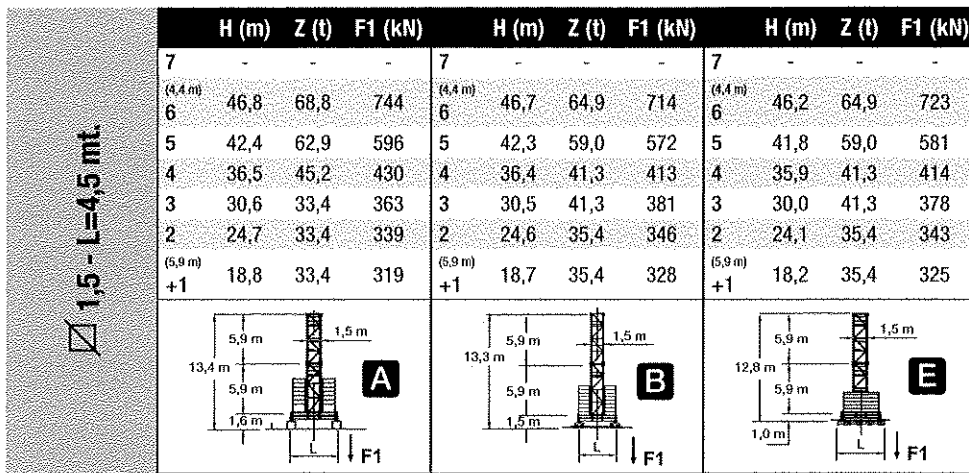 1,5 - L=4,5 mt.
H (m) Z (t) F1 (kN) H (m) Z (t) F1 (kN) H (m) Z (t) F1 (kN)
7 - - - 7 - - - 7 - - -
(4,4 m) (4,4 m) (4,4 m)
6 46,8 68,8 744 6 46,7 64,9 714 6 46,2 64,9 723
5 42,4 62,9 596 5 42,3 59,0 572 5 41,8 59,0 581
4 36,5 45,2 430 4 36,4 41,3 413 4 35,9 41,3 414
3 30,6 33,4 363 3 30,5 41,3 381 3 30,0 41,3 378
2 24,7 33,4 339 2 24,6 35,4 346 2 24,1 35,4 343
(5,9 m) (5,9 m) (5,9 m)
+1 18,8 33,4 319 +1 18,7 35,4 328 +1 18,2 35,4 325
5,9 m 1,5 m
13,4 m A
5,9 m
1,6 m
L F1
5,9 m 1,5 m
13,3 m B
5,9 m
1,5 m
L F1
5,9 m 1,5 m
12,8 m E
5,9 m
1,0 m
L F1